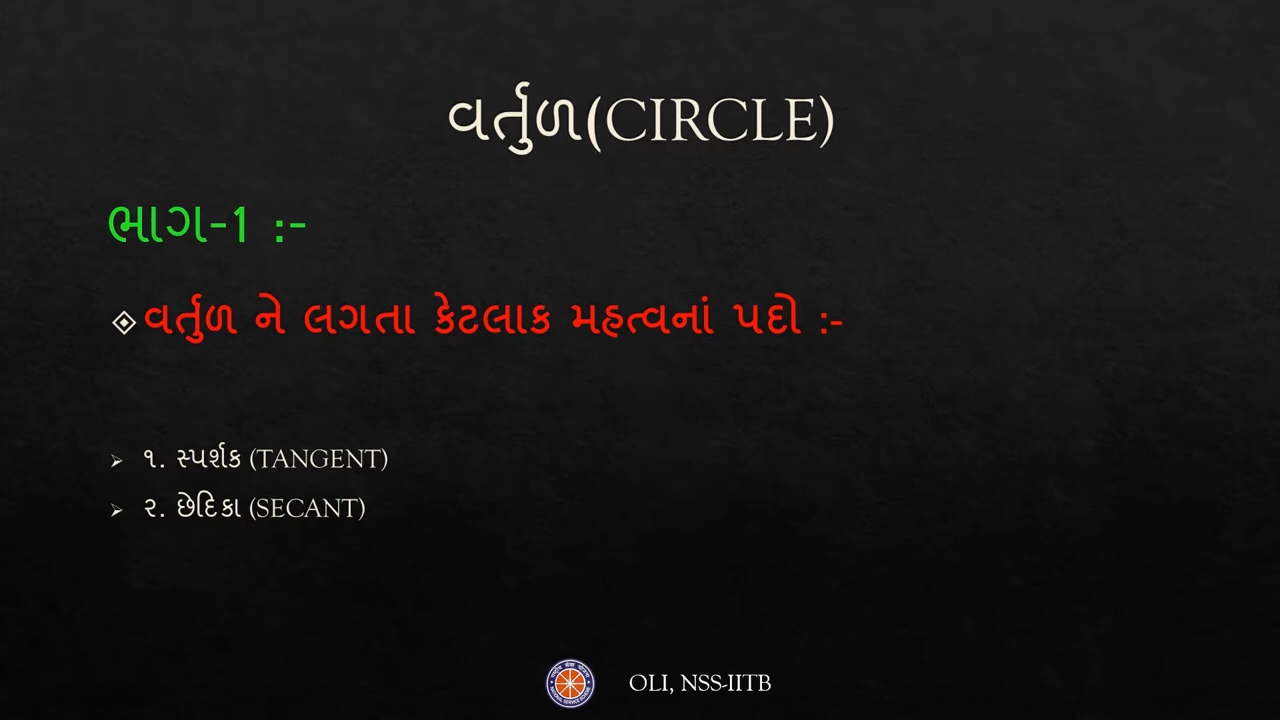 વર્તુળ(CIRCLE)
ભાગ-1 :-
વર્તુળ ને લગતા કેટલાક મહત્વનાં પદો :-
૧. સ્પર્શક (TANGENT)
૨. છેદિકા (SECANT)
OLI, NSS-IITB